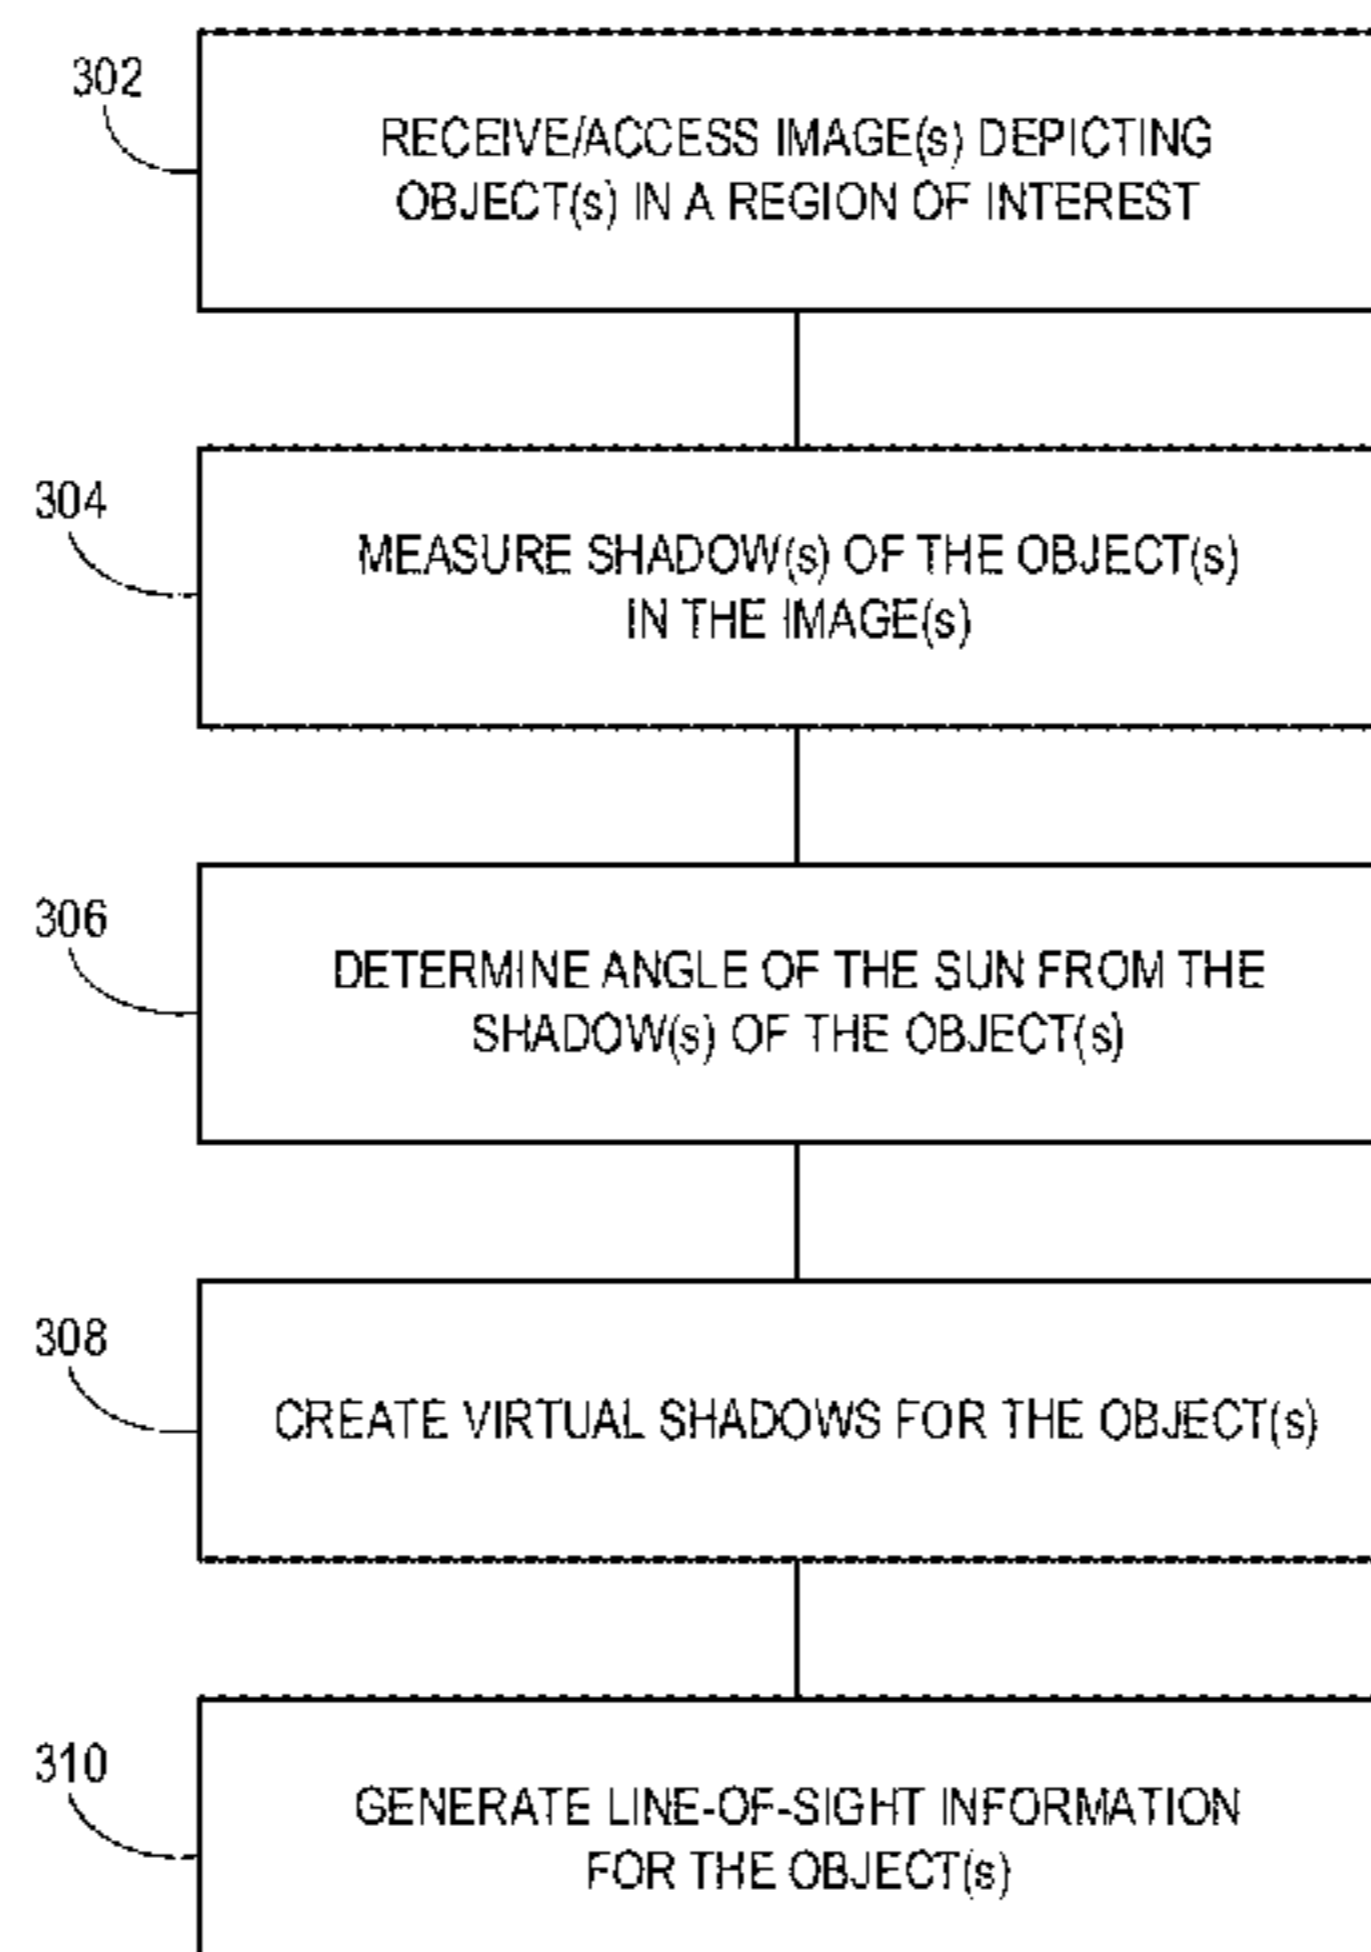 302
RECEIVE/ACCESS IMAGE(s) DEPICTING
OBJECT(s) IN A REGION OF INTEREST
304
MEASURE SHADOW(s) OF THE OBJECT(s)
IN THE IMAGE(s)
306
DETERMINE ANGLE OF THE SUN FROM THE
SHADOW(s) OF THE OBJECT(s)
308
CREATE VIRTUAL SHADOWS FOR THE OBJECT(s)
310
GENERATE LINE-OF-SIGHT INFORMATION
FOR THE OBJECT(s)